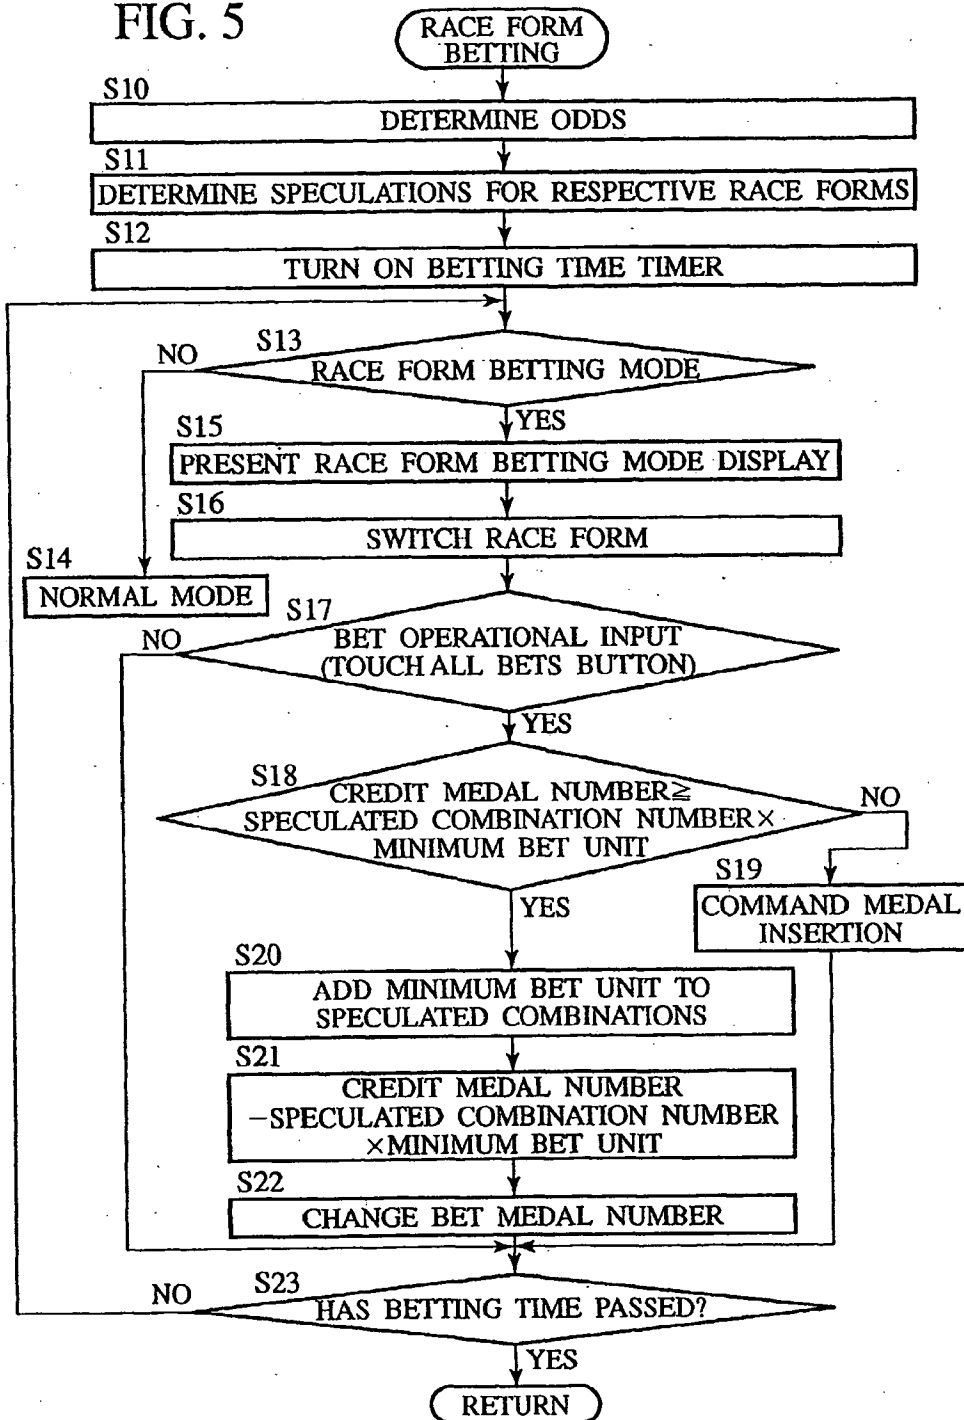 FIG. 5
RACE FORM
BETTING
S10
DETERMINE ODDS
S11
DETERMINE SPECULATIONS FOR RESPECTIVE RACE FORMS
S12
TURN ON BETTING TIME TIMER
S13
NO
RACE FORM BETTING MODE
YES
S15
PRESENT RACE FORM BETTING MODE DISPLAY
S16
SWITCH RACE FORM
S14
NORMAL MODE
S17
NO
BET OPERATIONAL INPUT
(TOUCH ALL BETS BUTTON)
YES
S18
CREDIT MEDAL NUMBER≧
SPECULATED COMBINATION NUMBER×
MINIMUM BET UNIT
NO
YES
S19
COMMAND MEDAL
INSERTION
S20
ADD MINIMUM BET UNIT TO
SPECULATED COMBINATIONS
S21
CREDIT MEDAL NUMBER
−SPECULATED COMBINATION NUMBER
×MINIMUM BET UNIT
S22
CHANGE BET MEDAL NUMBER
S23
NO
HAS BETTING TIME PASSED?
YES
RETURN